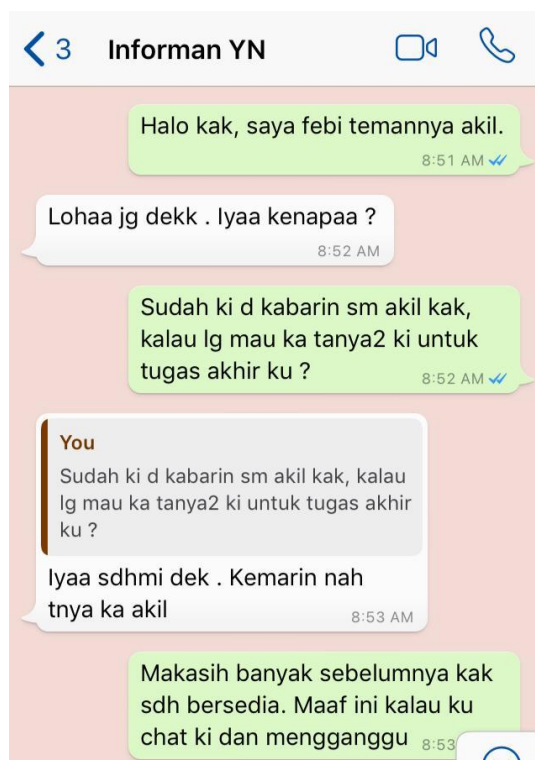 3 Informan YN
Halo kak, saya febi temannya akil.
8:51 AM
Lohaa jg dekk . Iyaa kenapaa ?
8:52 AM
Sudah ki d kabarin sm akil kak,
kalau lg mau ka tanya2 ki untuk
tugas akhir ku ?
8:52 AM
You
Sudah ki d kabarin sm akil kak, kalau
lg mau ka tanya2 ki untuk tugas akhir
ku ?
Iyaa sdhmi dek . Kemarin nah
tnya ka akil
8:53 AM
Makasih banyak sebelumnya kak
sdh bersedia. Maaf ini kalau ku
chat ki dan mengganggu
8:53